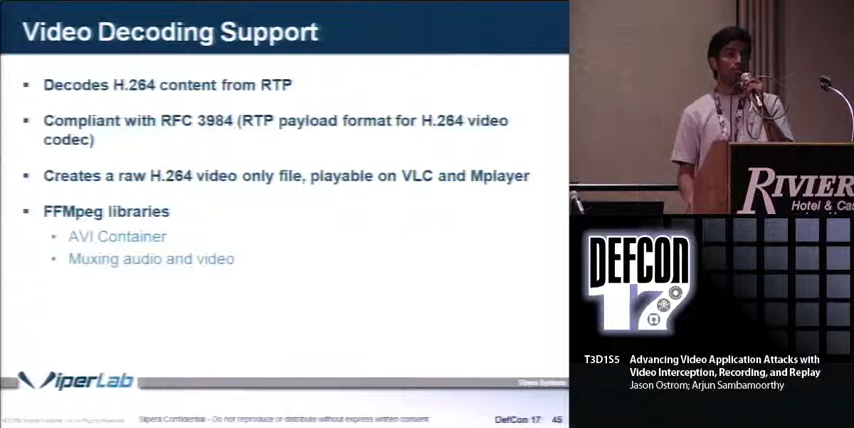 Video Decoding Support
Decodes H.264 content from RTP
Compliant with RFC 3984 (RTP payload format for H.264 video
codec)
Creates a raw H.264 video only file, playable on VLC and Mplayer
FFMpeg libraries
AVI Container
Muxing audio and video
ViperLab
Sipera Systems
Sipera Confidential - Do not reproduce or distribute without express written consent
DefCon 17 45
RIVIER
Hotel & Cas
DEFCON
17
T3D1S5 Advancing Video Application Attacks with
Video Interception, Recording, and Replay
Jason Ostrom; Arjun Sambamoorthy